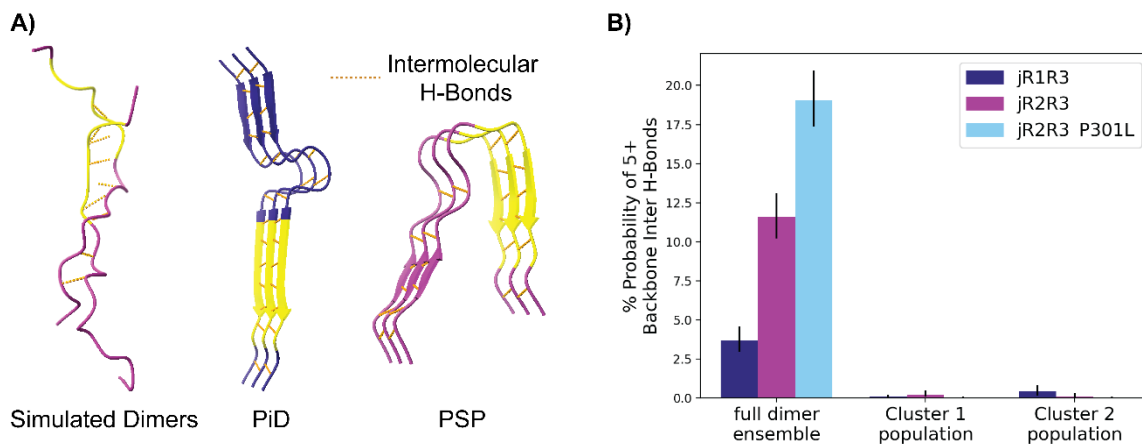 A)
Intermolecular
H-Bonds
Simulated Dimers
PiD
PSP
B)
% Probability of 5+
Backbone Inter H-Bonds
20.0
17.5
15.0
12.5
10.0
7.5
5.0
2.5
0.0
jR1R3
jR2R3
jR2R3 P301L
full dimer
ensemble
Cluster 1
population
Cluster 2
population